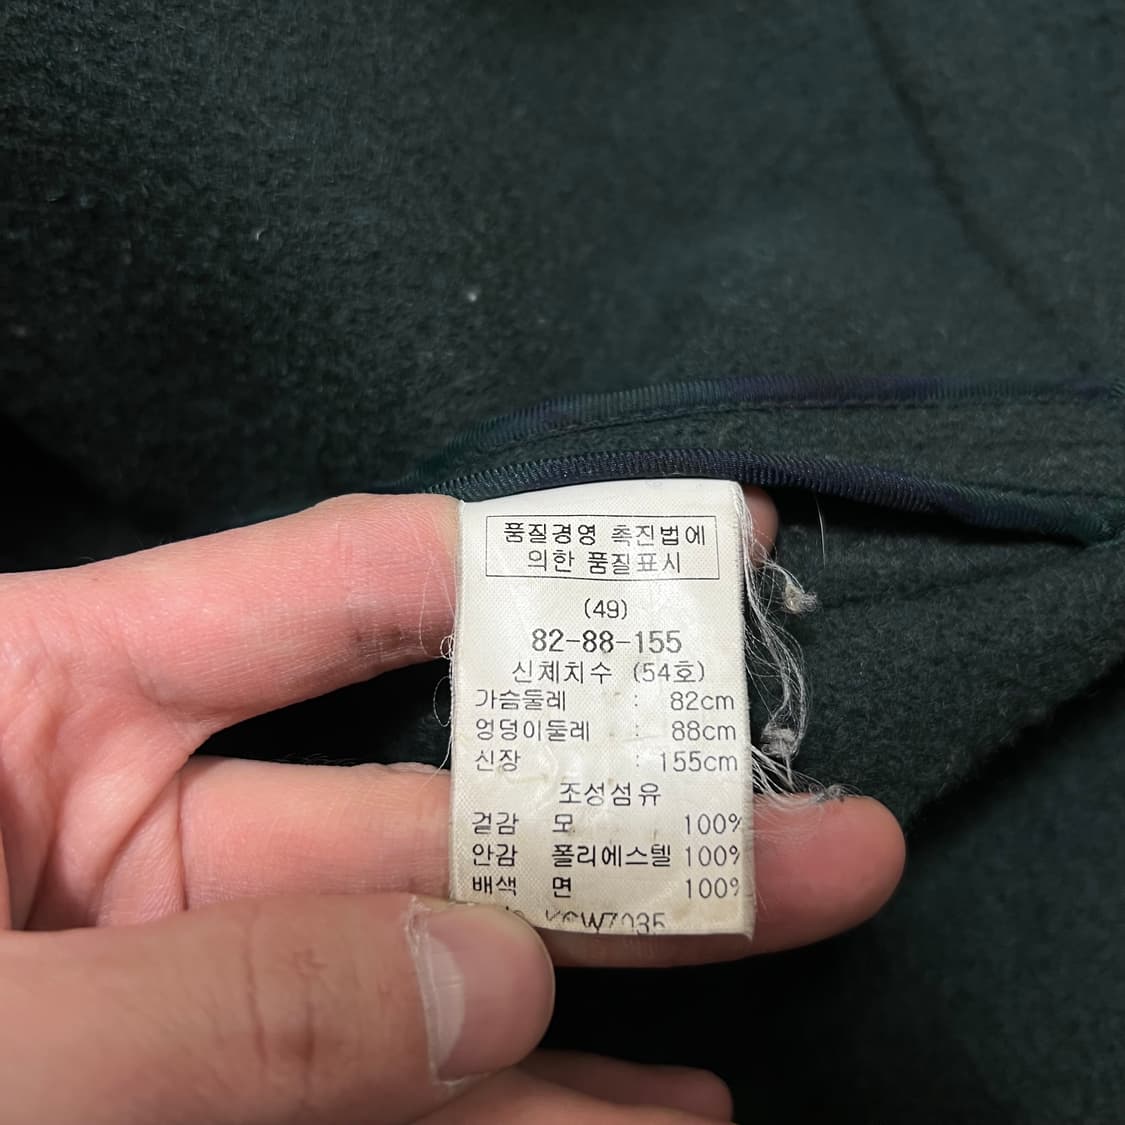 품질경영 촉진법에
의한 품질표시
(49)
82-88-155
신체치수 (54호)
가슴둘레 : 82cm
엉덩이둘레 : 88cm
신장 : 155cm
조성섬유
겉감 모 100%
안감 폴리에스텔 100%
배색 면 100%